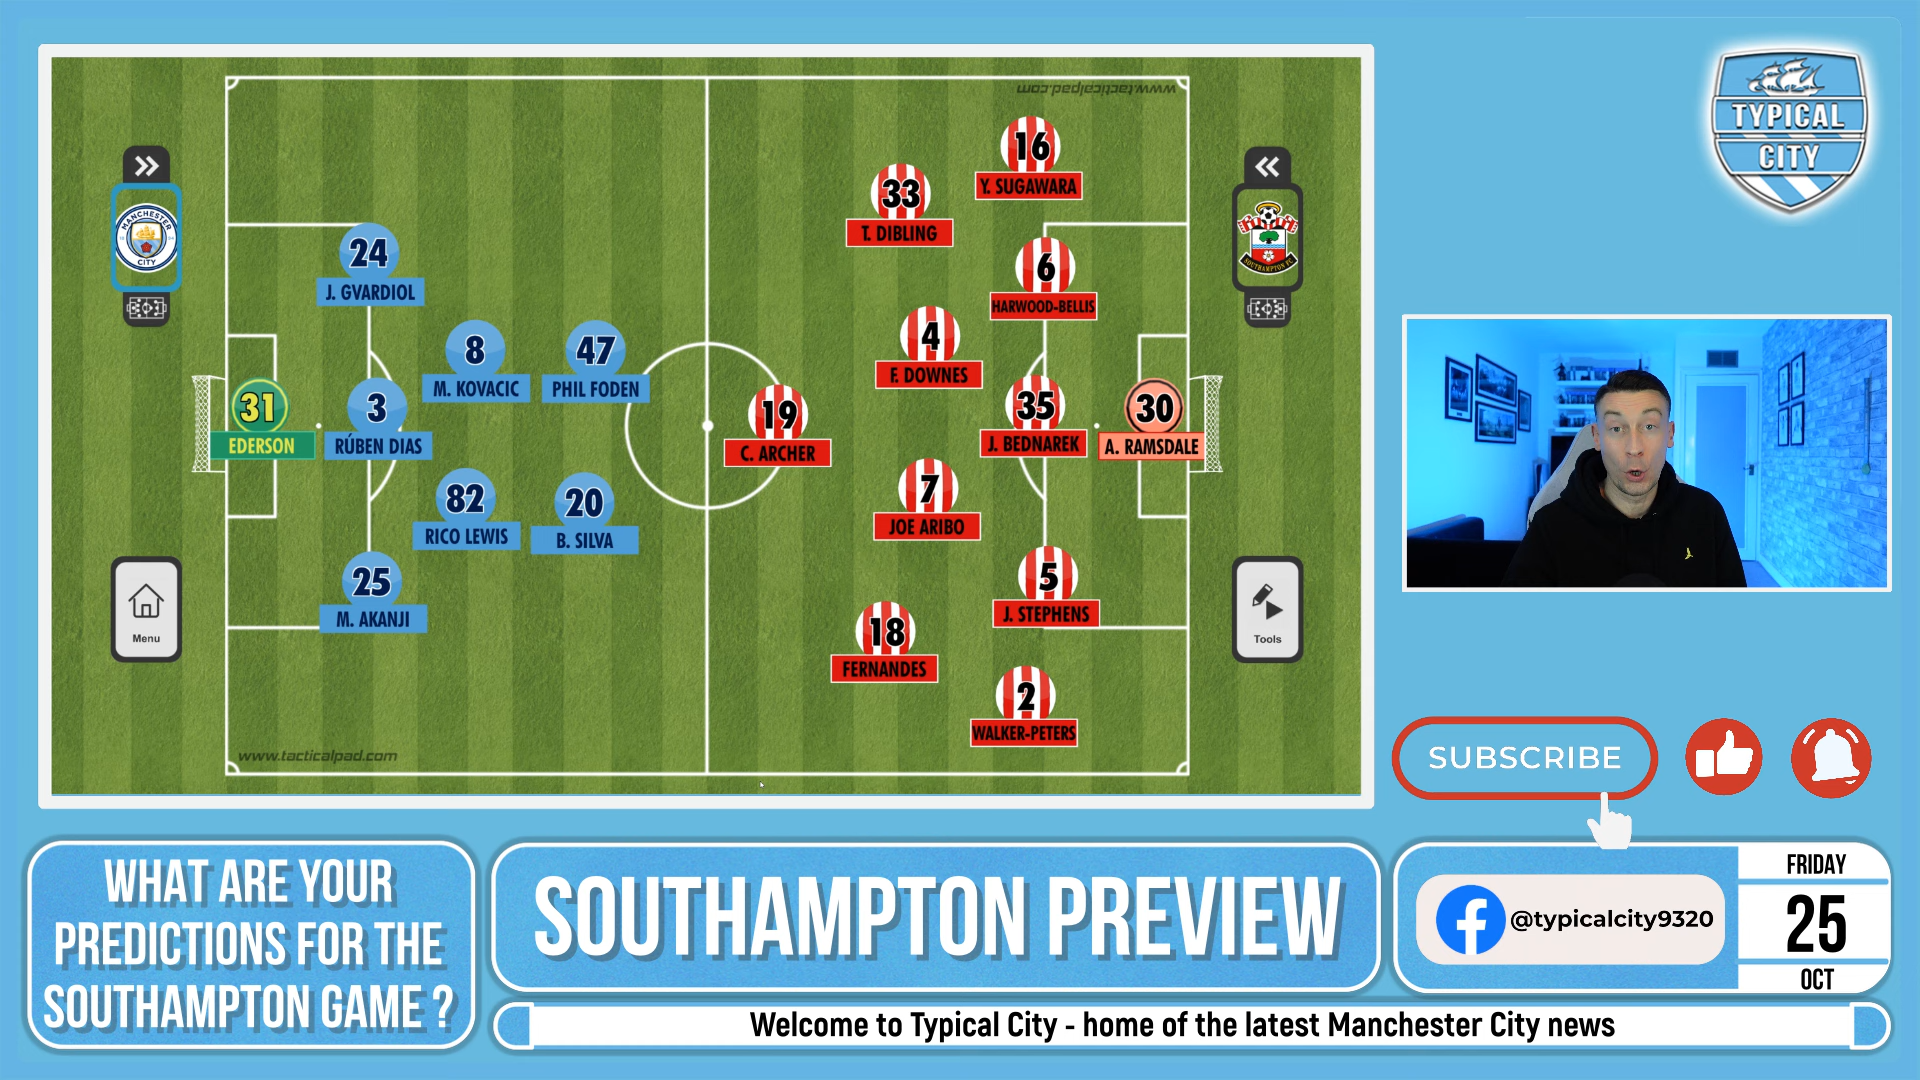 www.tacticalpad.com
16
Y. SUGAWARA
33
T. DIBLING
MANCHESTER
CITY
24
J. GVARDIOL
6
HARWOOD-BELLIS
SOUTHAMPTON FC
8
M. KOVACIC
47
PHIL FODEN
4
F. DOWNES
31
EDERSON
3
RÚBEN DIAS
19
C. ARCHER
35
J. BEDNAREK
30
A. RAMSDALE
82
RICO LEWIS
20
B. SILVA
7
JOE ARIBO
25
M. AKANJI
5
J. STEPHENS
18
FERNANDES
2
WALKER-PETERS
Menu
Tools
www.tacticalpad.com
TYPICAL
CITY
SUBSCRIBE
WHAT ARE YOUR
PREDICTIONS FOR THE
SOUTHAMPTON GAME ?
SOUTHAMPTON PREVIEW
@typicalcity9320
FRIDAY
25
OCT
Welcome to Typical City - home of the latest Manchester City news